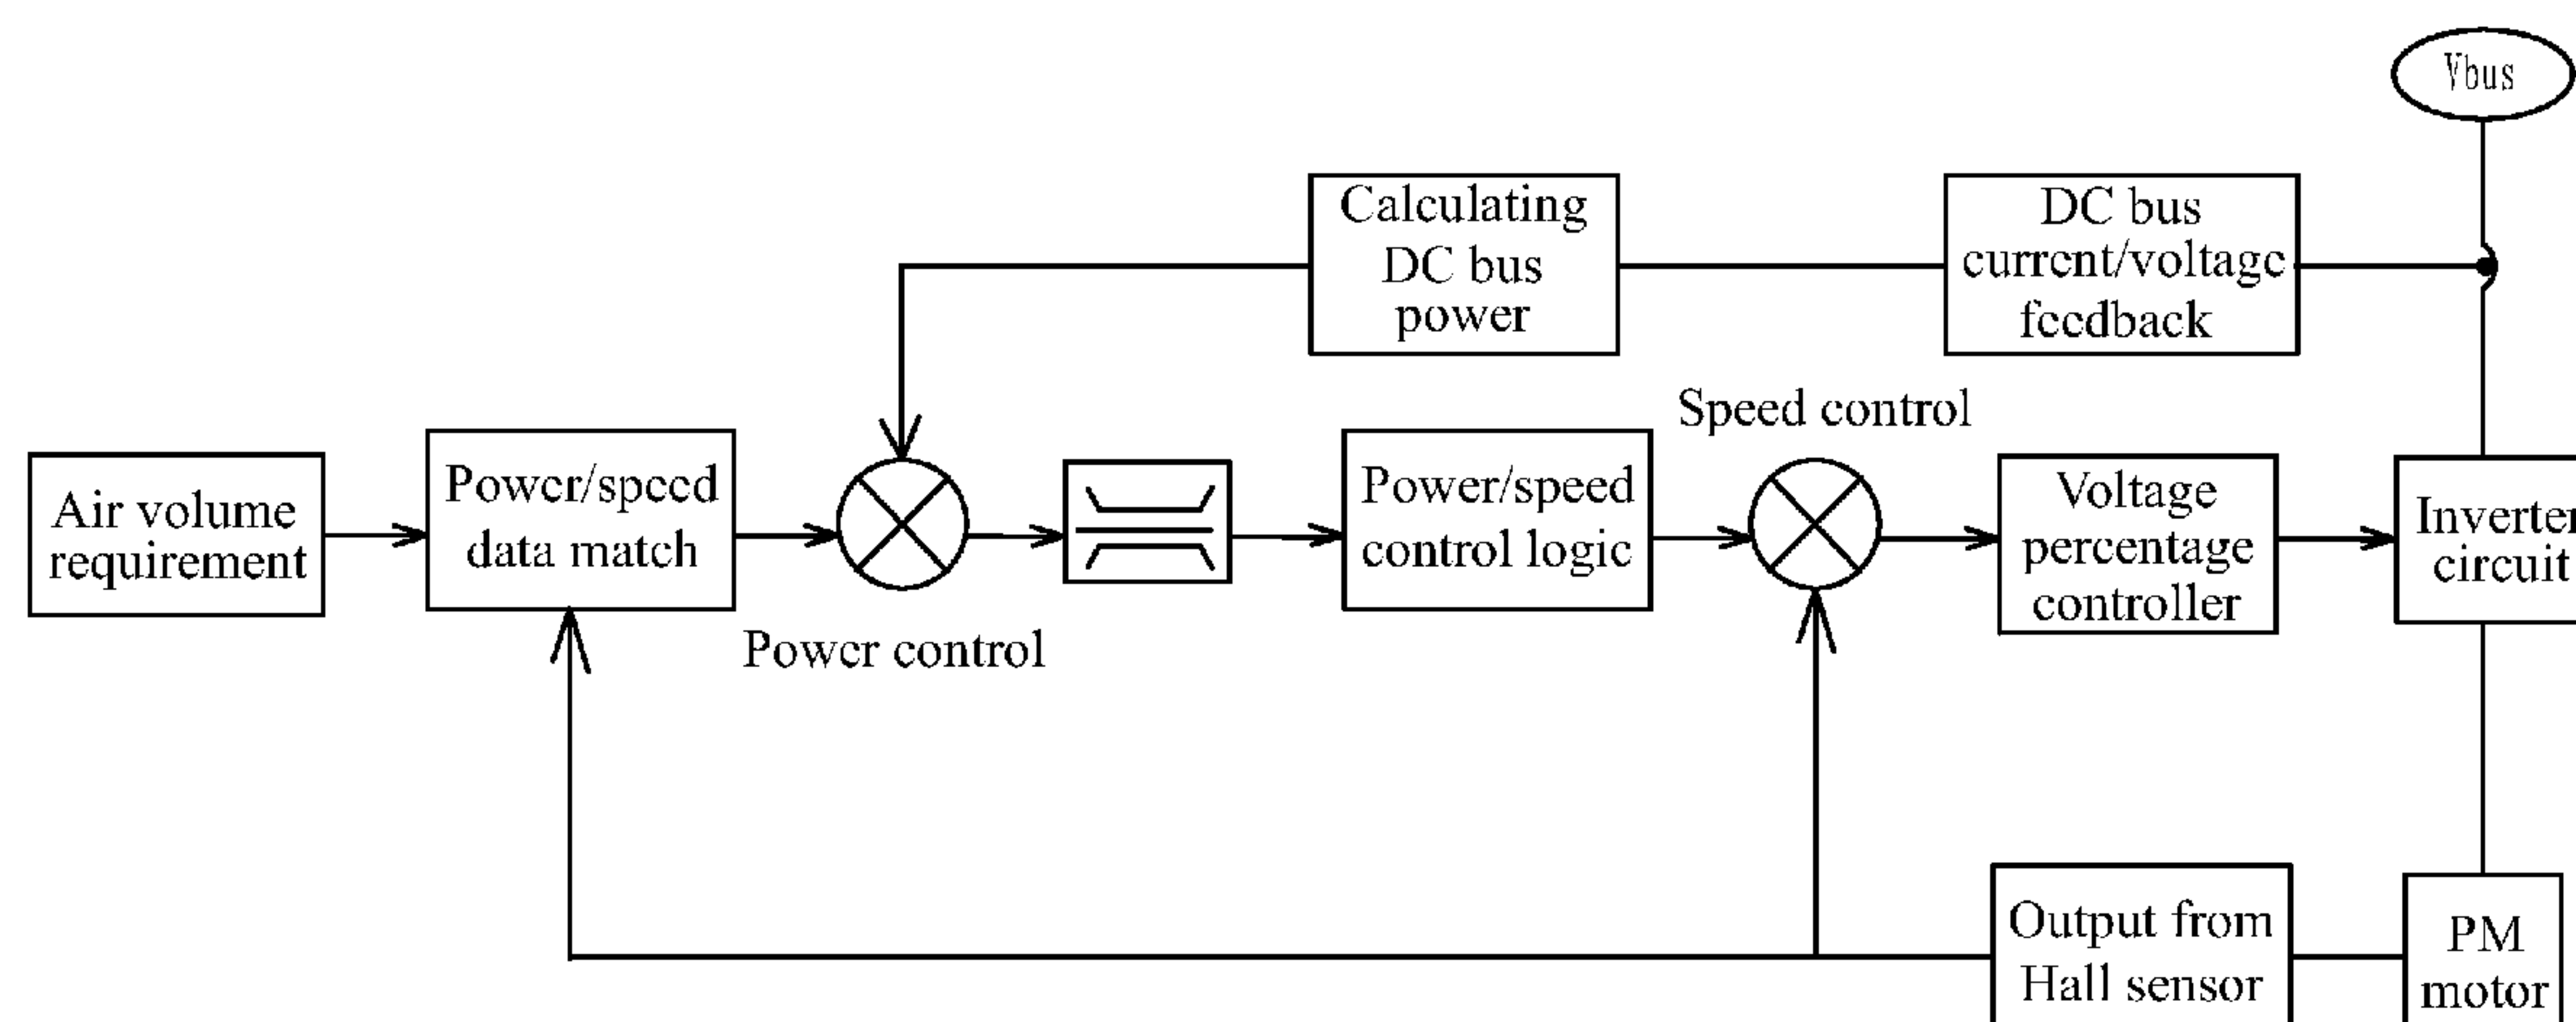 Vbus
Calculating
DC bus
power
DC bus
current/voltage
feedback
Speed control
Air volume
requirement
Power/speed
data match
Power/speed
control logic
Voltage
percentage
controller
Inverter
circuit
Power control
Output from
Hall sensor
PM
motor